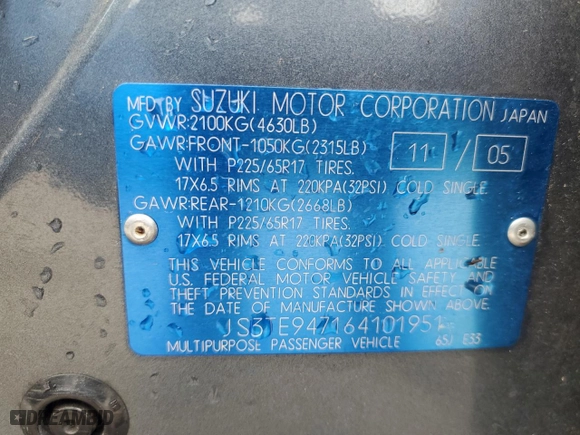 MFD BY SUZUKI MOTOR CORPORATION JAPAN
GVWR:2100KG(4630LB)
GAWR:FRONT-1050KG(2315LB) 11 / 05
WITH P225/65R17 TIRES.
17X6.5 RIMS AT 220KPA(32PSI) COLD SINGLE.
GAWR:REAR-1210KG(2668LB)
WITH P225/65R17 TIRES.
17X6.5 RIMS AT 220KPA(32PSI) COLD SINGLE.
THIS VEHICLE CONFORMS TO ALL APPLICABLE
U.S. FEDERAL MOTOR VEHICLE SAFETY AND
THEFT PREVENTION STANDARDS IN EFFECT ON
THE DATE OF MANUFACTURE SHOWN ABOVE.
JS3TE947164101951
MULTIPURPOSE PASSENGER VEHICLE 6SJ E33
DREAMBID